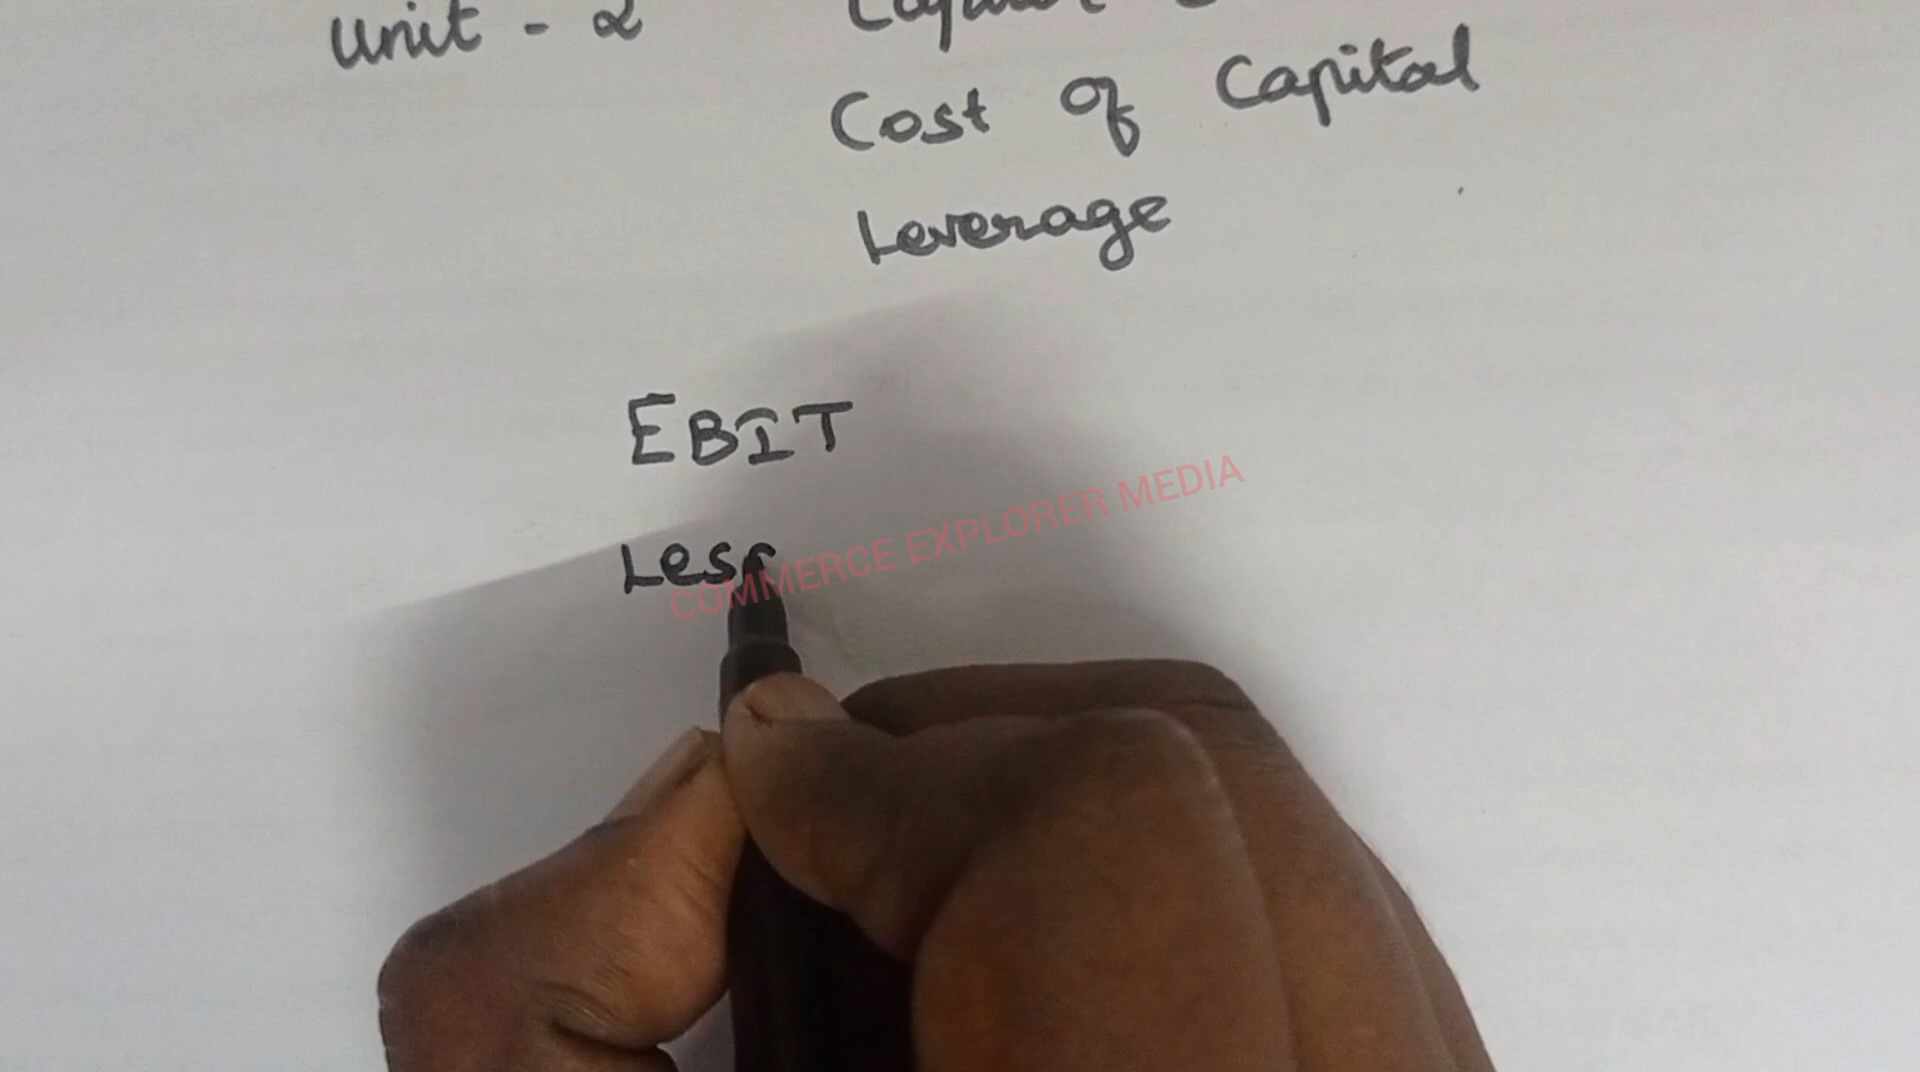 Unit - 2
Cost of Capital
Leverage
EBIT
Less
COMMERCE EXPLORER MEDIA